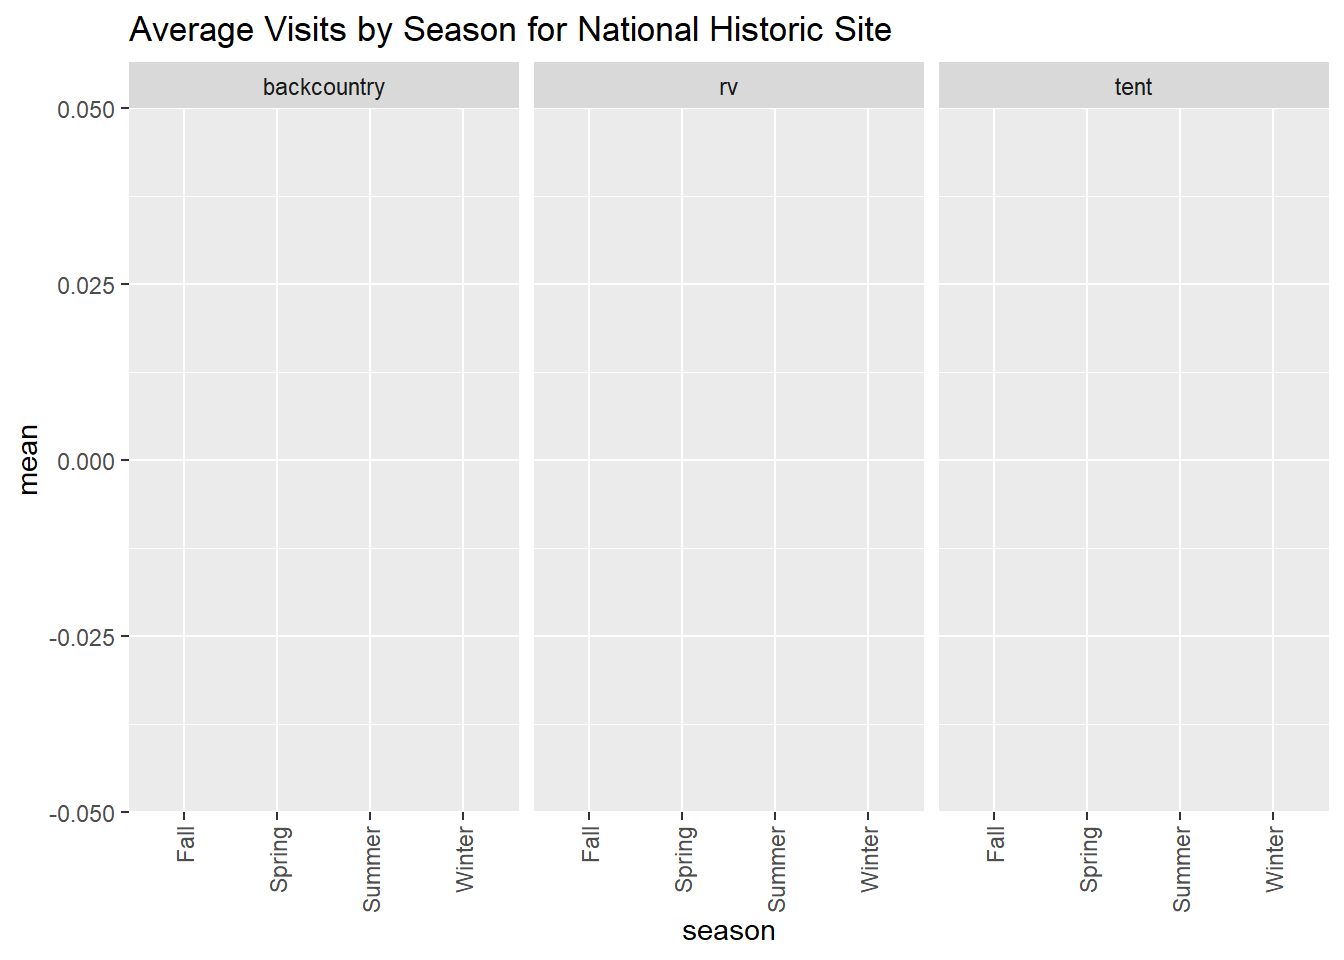 Average Visits by Season for National Historic Site
backcountry
rv
tent
0.050
0.025
0.000
-0.025
-0.050
mean
Fall
Spring
Summer
Winter
Fall
Spring
Summer
Winter
Fall
Spring
Summer
Winter
season